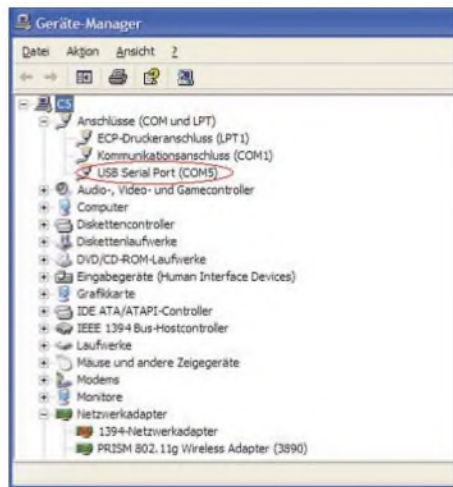 Geräte-Manager
Datei Aktion Ansicht ?
CS
Anschlüsse (COM und LPT)
ECP-Druckeranschluss (LPT1)
Kommunikationsanschluss (COM1)
USB Serial Port (COM5)
Audio-, Video- und Gamecontroller
Computer
Diskettencontroller
Diskettenlaufwerke
DVD/CD-ROM-Laufwerke
Eingabegeräte (Human Interface Devices)
Grafikkarte
IDE ATA/ATAPI-Controller
IEEE 1394 Bus-Hostcontroller
Laufwerke
Mäuse und andere Zeigegeräte
Modems
Monitore
Netzwerkadapter
1394-Netzwerkadapter
PRISM 802.11g Wireless Adapter (3890)